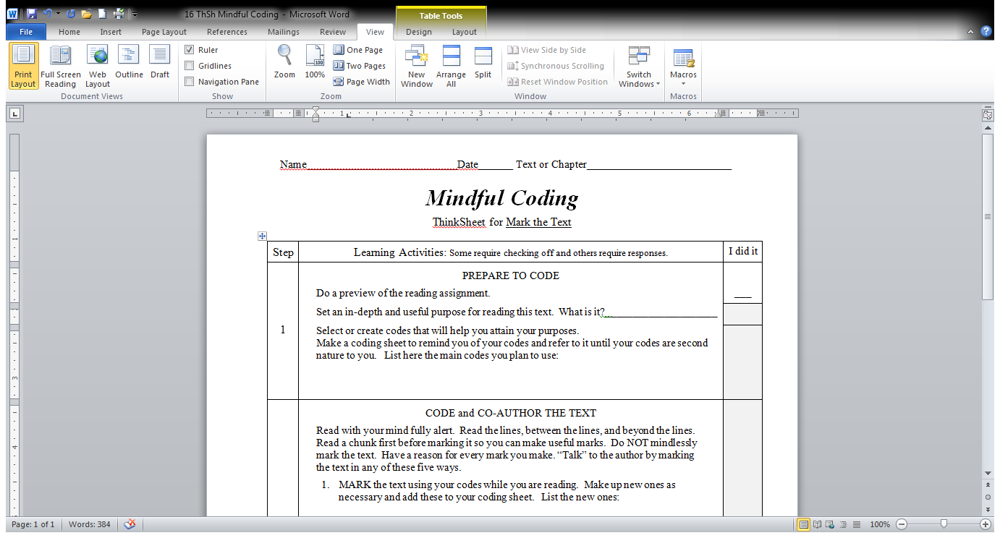 16 ThSh Mindful Coding - Microsoft Word
Table Tools
File Home Insert Page Layout References Mailings Review View Design Layout
Print Layout
Full Screen Reading
Web Layout
Outline
Draft
Document Views
Ruler
Gridlines
Navigation Pane
Show
Zoom
100%
One Page
Two Pages
Page Width
Zoom
New Window
Arrange All
Split
View Side by Side
Synchronous Scrolling
Reset Window Position
Window
Switch Windows
Macros
Macros
1 2 3 4 5 6
Name__________________________Date______ Text or Chapter_________________________
Mindful Coding
ThinkSheet for Mark the Text
Step
Learning Activities: Some require checking off and others require responses.
I did it
PREPARE TO CODE
Do a preview of the reading assignment. ___
Set an in-depth and useful purpose for reading this text. What is it?____________________
1
Select or create codes that will help you attain your purposes.
Make a coding sheet to remind you of your codes and refer to it until your codes are second
nature to you. List here the main codes you plan to use:
CODE and CO-AUTHOR THE TEXT
Read with your mind fully alert. Read the lines, between the lines, and beyond the lines.
Read a chunk first before marking it so you can make useful marks. Do NOT mindlessly
mark the text. Have a reason for every mark you make. “Talk” to the author by marking
the text in any of these five ways.
1. MARK the text using your codes while you are reading. Make up new ones as
necessary and add these to your coding sheet. List the new ones:
Page: 1 of 1 Words: 384 100%